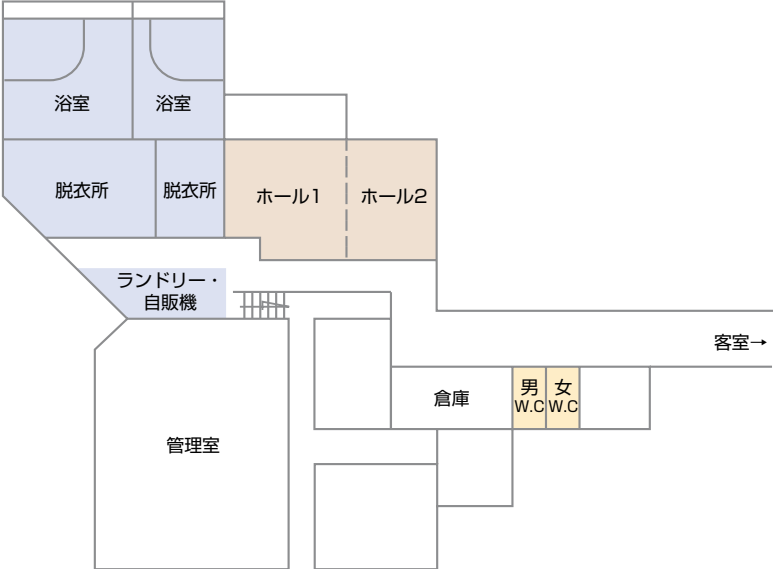 浴室
浴室
脱衣所
脱衣所
ホール1
ホール2
ランドリー・
自販機
客室→
倉庫
男
W.C
女
W.C
管理室